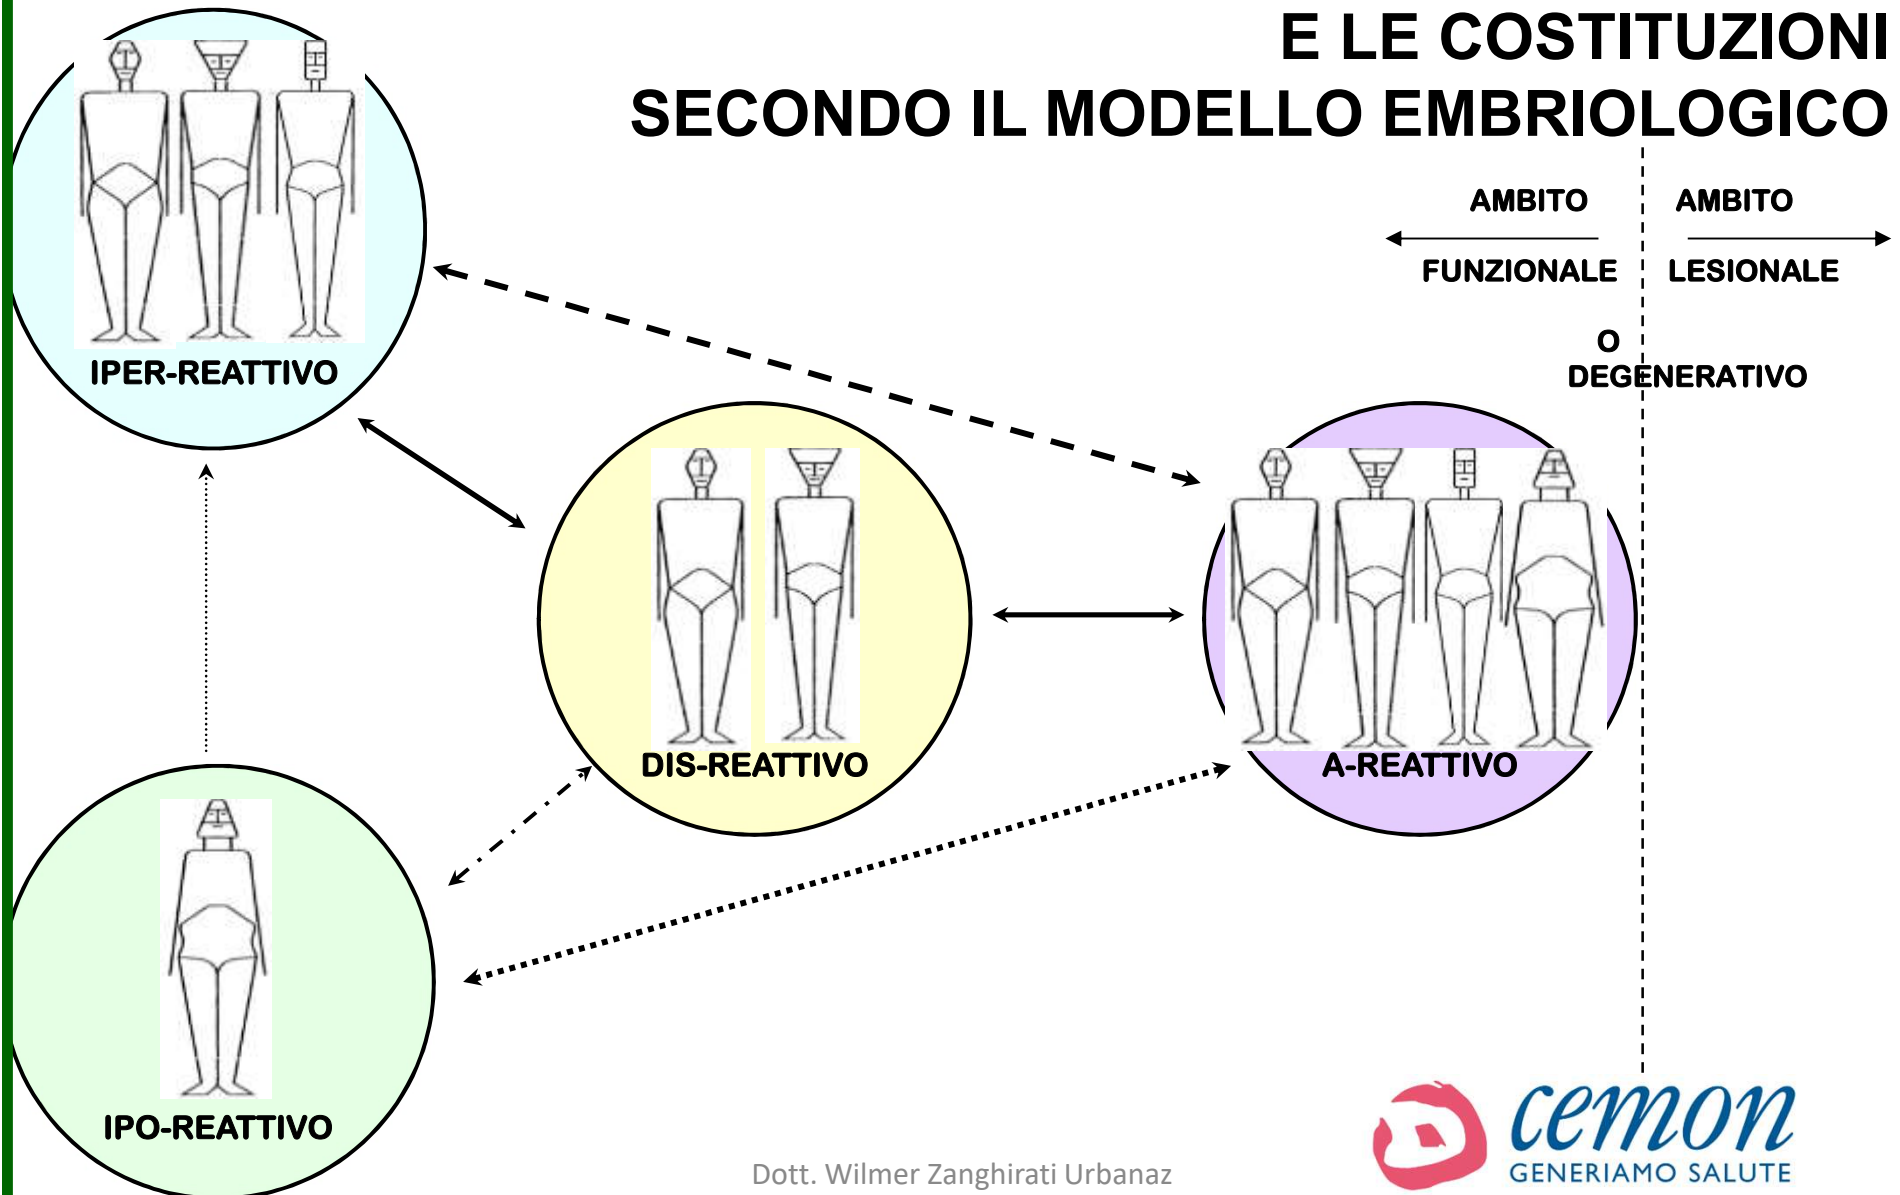 E LE COSTITUZIONI
SECONDO IL MODELLO EMBRIOLOGICO
AMBITO
FUNZIONALE
AMBITO
LESIONALE
O
DEGENERATIVO
IPER-REATTIVO
DIS-REATTIVO
A-REATTIVO
IPO-REATTIVO
Dott. Wilmer Zanghirati Urbanaz
cemon
GENERIAMO SALUTE